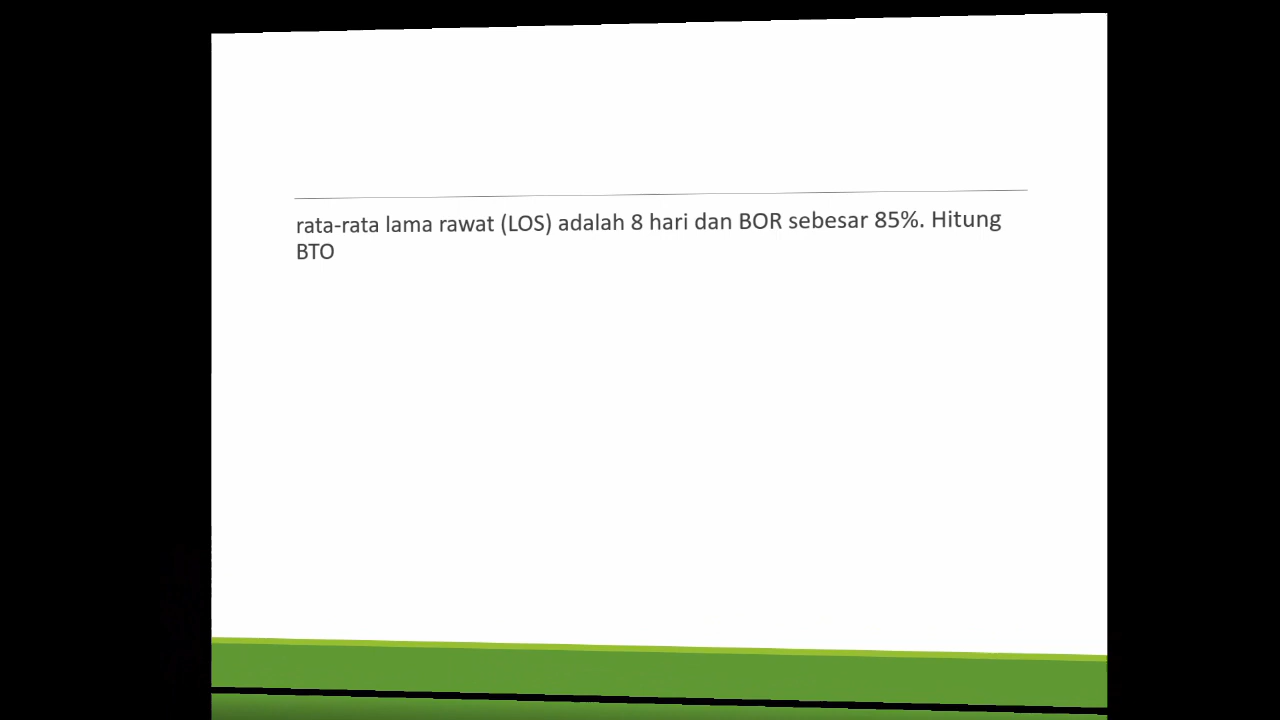 rata-rata lama rawat (LOS) adalah 8 hari dan BOR sebesar 85%. Hitung
BTO